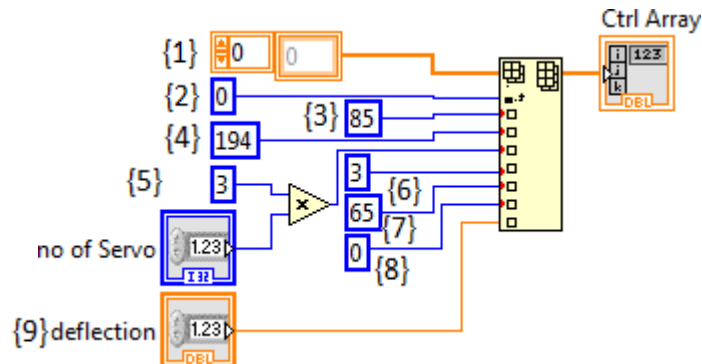 Ctrl Array
{1} 0 0
i 123
j
k
DBL
{2} 0
{3} 85
{4} 194
{5} 3
x
3 {6}
65 {7}
0 {8}
no of Servo 1.23
I32
{9} deflection 1.23
DBL